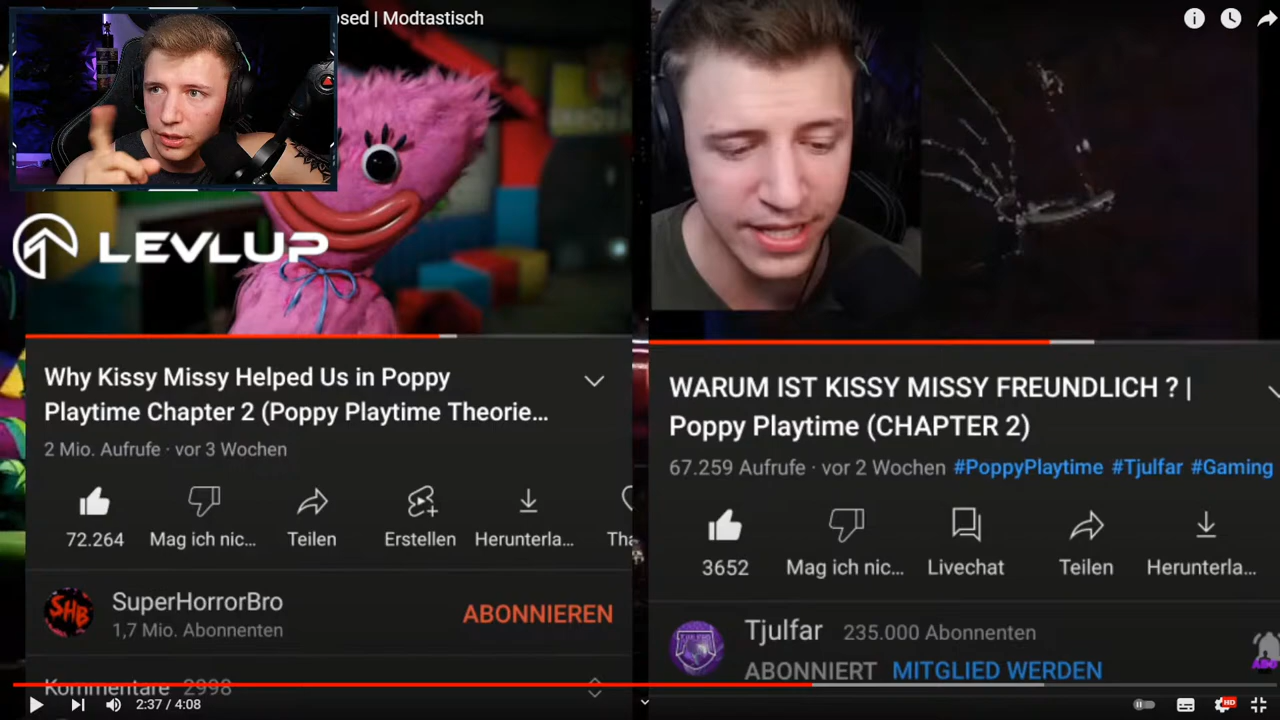 osed | Modtastisch
LEVLUP
Why Kissy Missy Helped Us in Poppy
Playtime Chapter 2 (Poppy Playtime Theorie...
2 Mio. Aufrufe · vor 3 Wochen
72.264 Mag ich nic... Teilen Erstellen Herunterla... Tha
SHB
SuperHorrorBro
1,7 Mio. Abonnenten
ABONNIEREN
Kommentare 2998
WARUM IST KISSY MISSY FREUNDLICH ? |
Poppy Playtime (CHAPTER 2)
67.259 Aufrufe · vor 2 Wochen #PoppyPlaytime #Tjulfar #Gaming
3652 Mag ich nic... Livechat Teilen Herunterla...
Tjulfar 235.000 Abonnenten
ABONNIERT MITGLIED WERDEN
2:37 / 4:08
HD